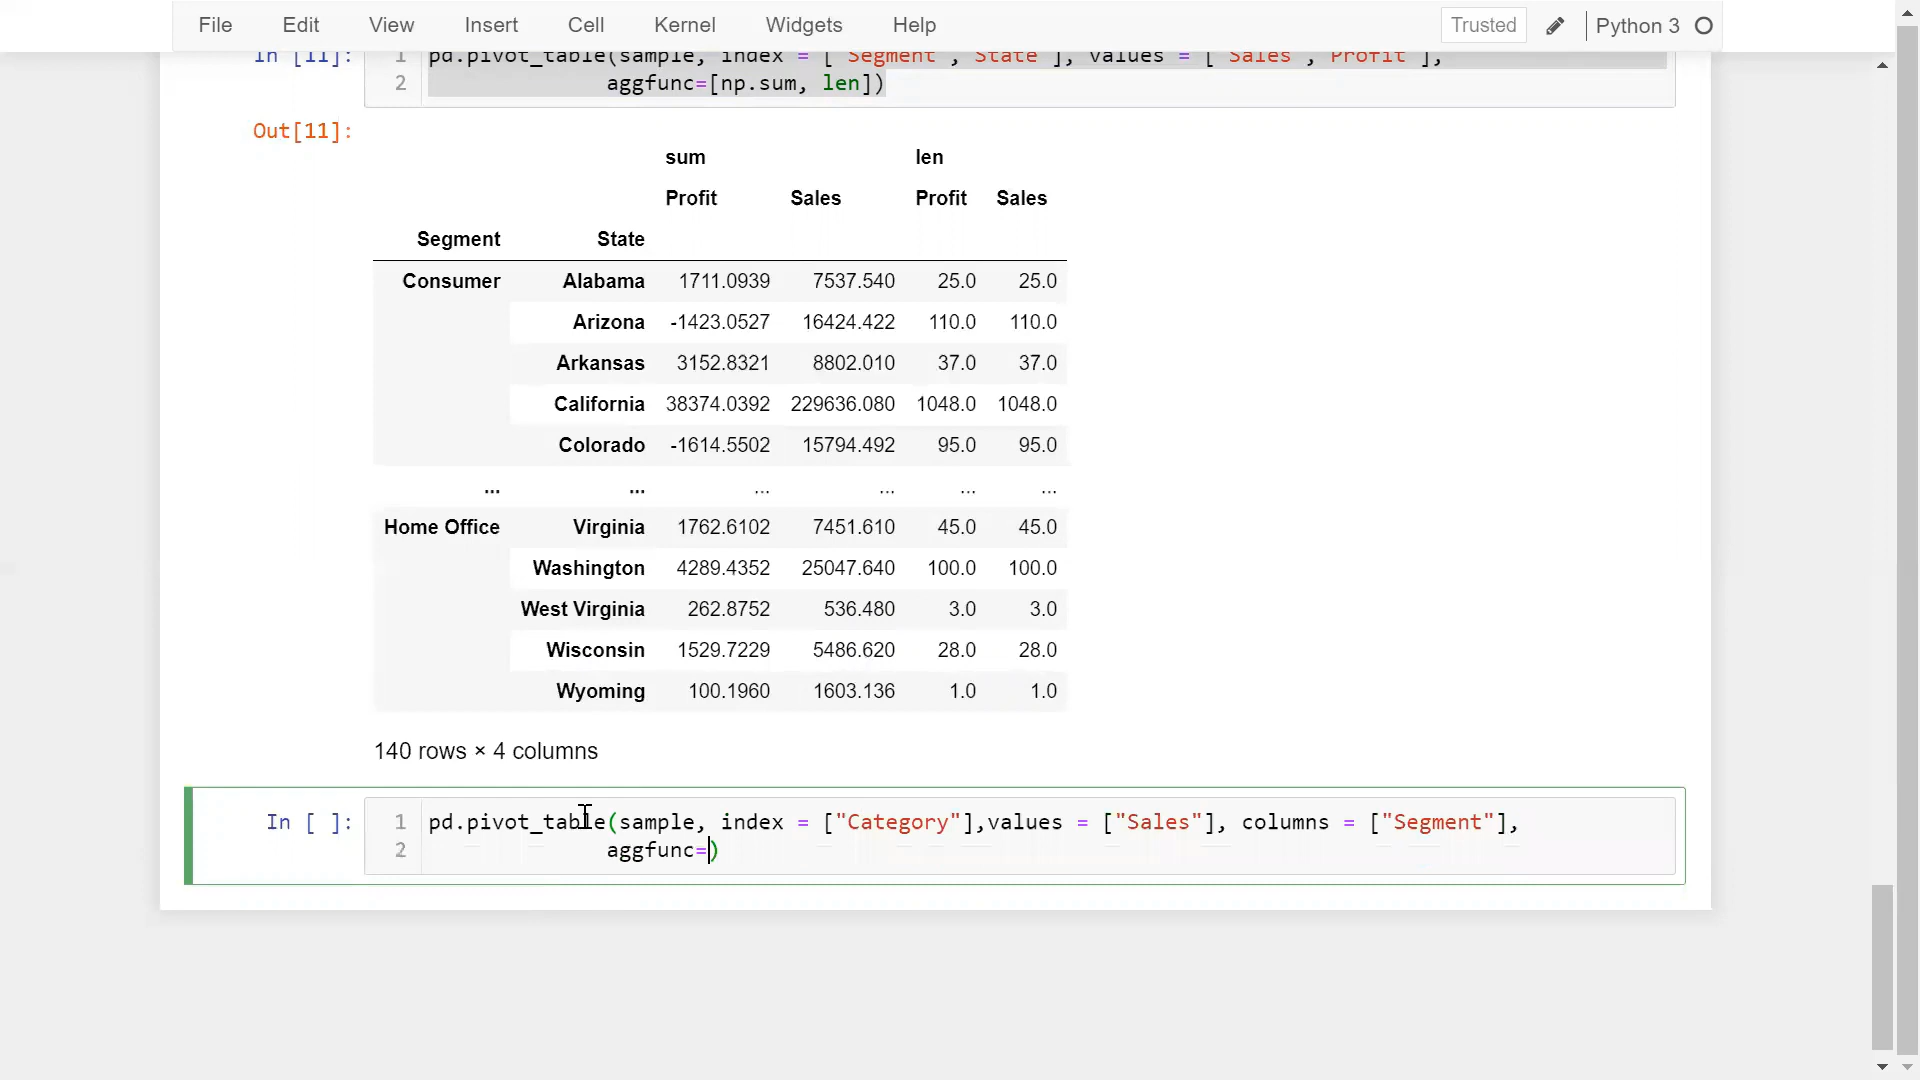 File Edit View Insert Cell Kernel Widgets Help Trusted Python 3
In [11]: 1 pd.pivot_table(sample, index = ["Segment", "State"], values = ["Sales", "Profit"],
2 aggfunc=[np.sum, len])
Out[11]:
sum len
Profit Sales Profit Sales
Segment State
Consumer Alabama 1711.0939 7537.540 25.0 25.0
Arizona -1423.0527 16424.422 110.0 110.0
Arkansas 3152.8321 8802.010 37.0 37.0
California 38374.0392 229636.080 1048.0 1048.0
Colorado -1614.5502 15794.492 95.0 95.0
... ... ... ... ... ...
Home Office Virginia 1762.6102 7451.610 45.0 45.0
Washington 4289.4352 25047.640 100.0 100.0
West Virginia 262.8752 536.480 3.0 3.0
Wisconsin 1529.7229 5486.620 28.0 28.0
Wyoming 100.1960 1603.136 1.0 1.0
140 rows × 4 columns
In [ ]: 1 pd.pivot_table(sample, index = ["Category"],values = ["Sales"], columns = ["Segment"],
2 aggfunc=)